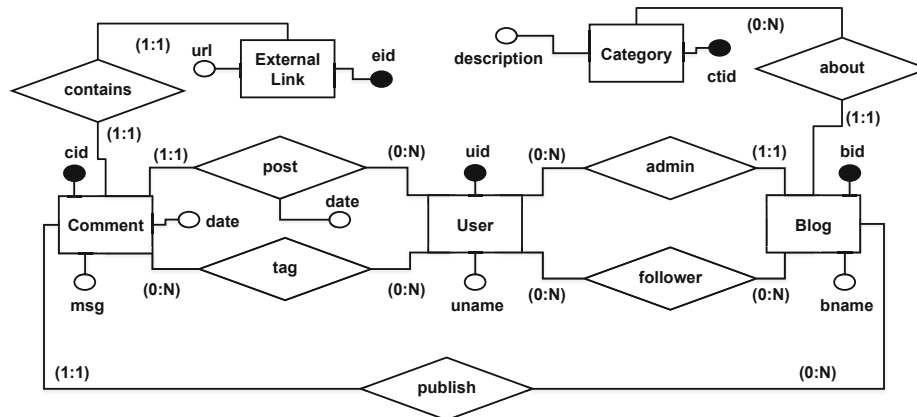 (1:1)
(0:N)
url
External
Link
eid
description
Category
ctid
contains
about
(1:1)
(1:1)
cid
(1:1)
post
(0:N)
uid
(0:N)
admin
(1:1)
bid
Comment
date
date
User
Blog
msg
(0:N)
tag
(0:N)
uname
(0:N)
follower
(0:N)
bname
(1:1)
publish
(0:N)